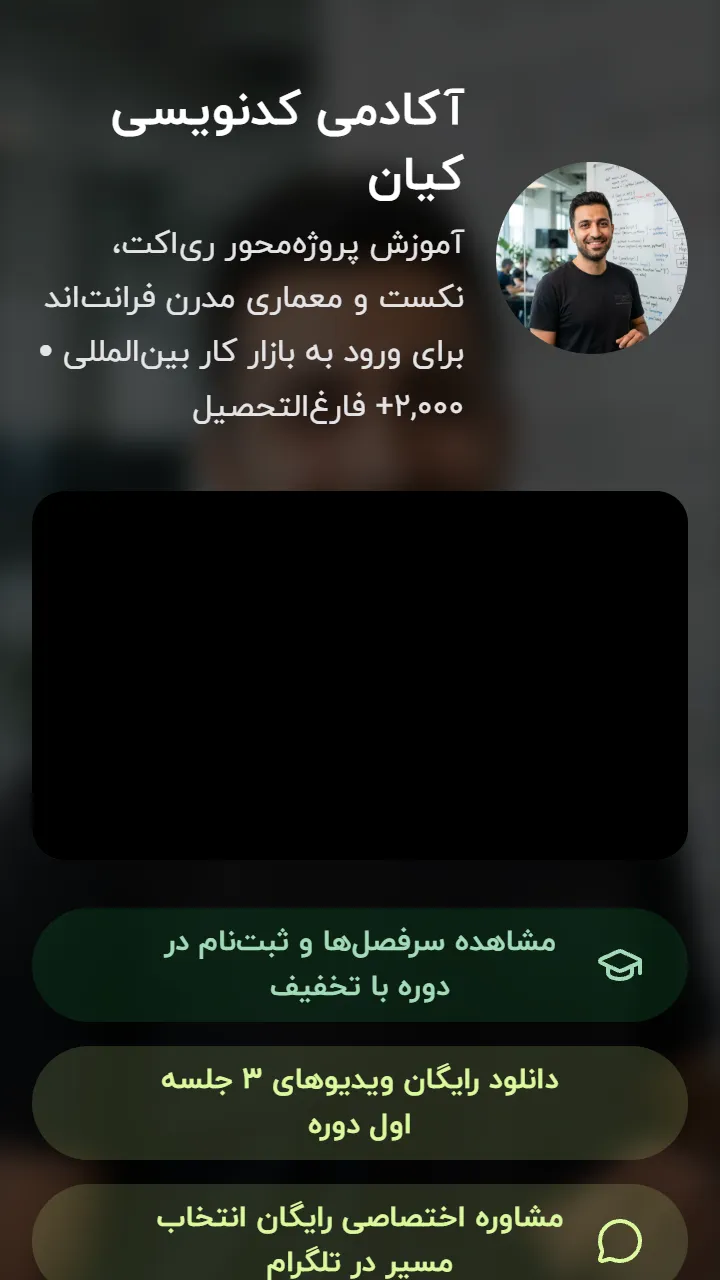 آکادمی کدنویسی
کیان
آموزش پروژه‌محور ری‌اکت،
نکست و معماری مدرن فرانت‌اند
برای ورود به بازار کار بین‌المللی •
۲,۰۰۰+ فارغ‌التحصیل
مشاهده سرفصل‌ها و ثبت‌نام در
دوره با تخفیف
دانلود رایگان ویدیوهای ۳ جلسه
اول دوره
مشاوره اختصاصی رایگان انتخاب
مسیر در تلگرام